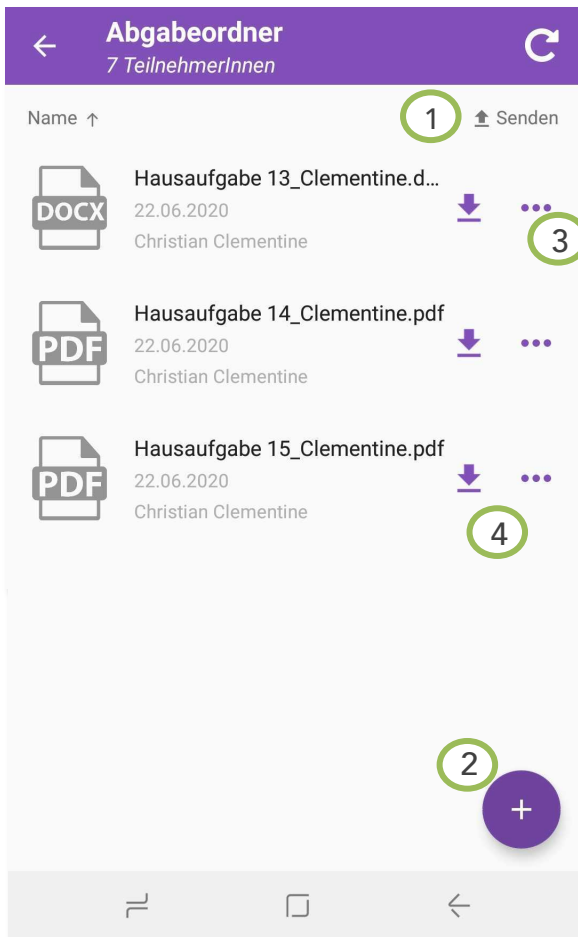 Abgabeordner
7 TeilnehmerInnen
Name ↑
1
Senden
Hausaufgabe 13_Clementine.d...
DOCX
22.06.2020
Christian Clementine
3
Hausaufgabe 14_Clementine.pdf
PDF
22.06.2020
Christian Clementine
Hausaufgabe 15_Clementine.pdf
PDF
22.06.2020
Christian Clementine
4
2
+